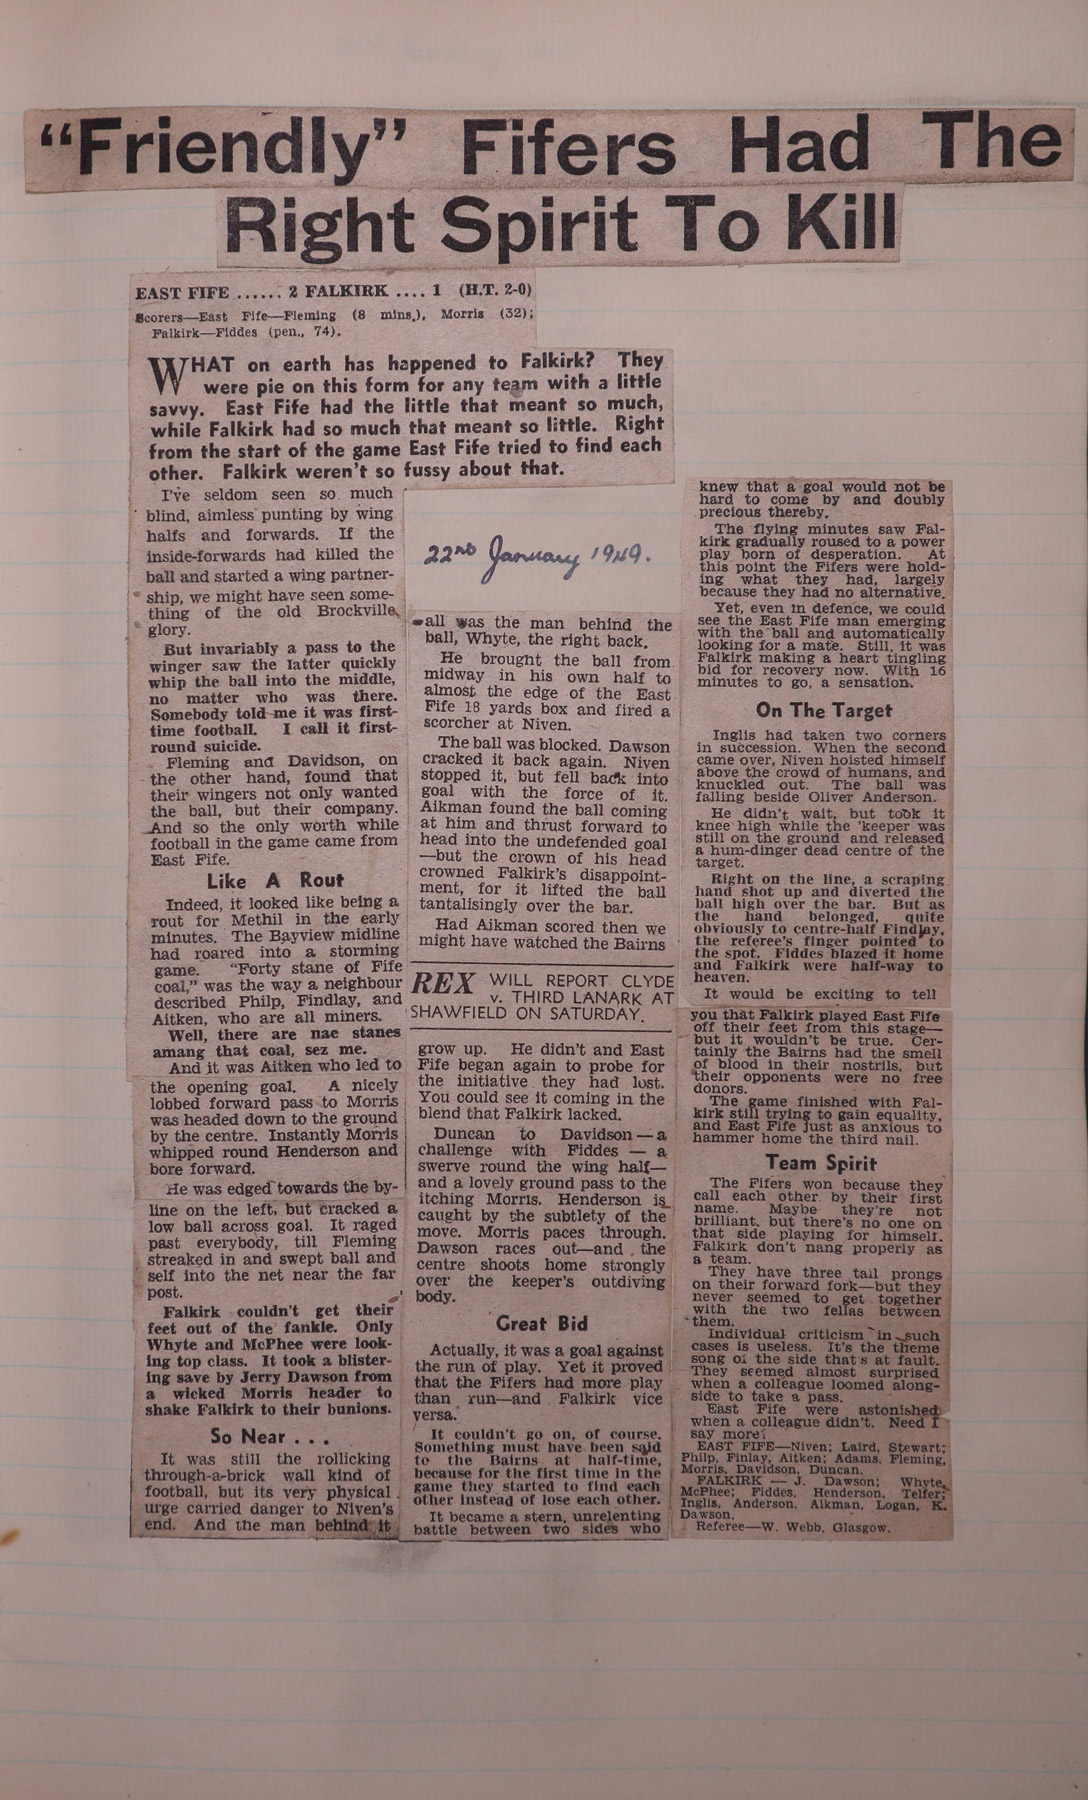 “Friendly” Fifers Had The
Right Spirit To Kill
EAST FIFE ...... 2 FALKIRK .... 1 (H.T. 2-0)
Scorers—East Fife—Fleming (8 mins.), Morris (32);
Falkirk—Fiddes (pen., 74).
WHAT on earth has happened to Falkirk? They
were pie on this form for any team with a little
savvy. East Fife had the little that meant so much,
while Falkirk had so much that meant so little. Right
from the start of the game East Fife tried to find each
other. Falkirk weren't so fussy about that.
I've seldom seen so much
blind, aimless punting by wing
halfs and forwards. If the
inside-forwards had killed the
ball and started a wing partner-
ship, we might have seen some-
thing of the old Brockville
glory.
But invariably a pass to the
winger saw the latter quickly
whip the ball into the middle,
no matter who was there.
Somebody told me it was first-
time football. I call it first-
round suicide.
Fleming and Davidson, on
the other hand, found that
their wingers not only wanted
the ball, but their company.
And so the only worth while
football in the game came from
East Fife.
Like A Rout
Indeed, it looked like being a
rout for Methil in the early
minutes. The Bayview midline
had roared into a storming
game. "Forty stane of Fife
coal," was the way a neighbour
described Philp, Findlay, and
Aitken, who are all miners.
Well, there are nae stanes
amang that coal, sez me.
And it was Aitken who led to
the opening goal. A nicely
lobbed forward pass to Morris
was headed down to the ground
by the centre. Instantly Morris
whipped round Henderson and
bore forward.
He was edged towards the by-
line on the left, but cracked a
low ball across goal. It raged
past everybody, till Fleming
streaked in and swept ball and
self into the net near the far
post.
Falkirk couldn't get their
feet out of the fankle. Only
Whyte and McPhee were look-
ing top class. It took a blister-
ing save by Jerry Dawson from
a wicked Morris header to
shake Falkirk to their bunions.
So Near . . .
It was still the rollicking
through-a-brick wall kind of
football, but its very physical
urge carried danger to Niven's
end. And the man behind it
22nd January 1949.
all was the man behind the
ball, Whyte, the right back.
He brought the ball from
midway in his own half to
almost the edge of the East
Fife 18 yards box and fired a
scorcher at Niven.
The ball was blocked. Dawson
cracked it back again. Niven
stopped it, but fell back into
goal with the force of it.
Aikman found the ball coming
at him and thrust forward to
head into the undefended goal
—but the crown of his head
crowned Falkirk's disappoint-
ment, for it lifted the ball
tantalisingly over the bar.
Had Aikman scored then we
might have watched the Bairns
REX WILL REPORT CLYDE
v. THIRD LANARK AT
SHAWFIELD ON SATURDAY.
grow up. He didn't and East
Fife began again to probe for
the initiative they had lost.
You could see it coming in the
blend that Falkirk lacked.
Duncan to Davidson—a
challenge with Fiddes — a
swerve round the wing half—
and a lovely ground pass to the
itching Morris. Henderson is
caught by the subtlety of the
move. Morris paces through.
Dawson races out—and the
centre shoots home strongly
over the keeper's outdiving
body.
Great Bid
Actually, it was a goal against
the run of play. Yet it proved
that the Fifers had more play
than run—and Falkirk vice
versa.
It couldn't go on, of course.
Something must have been said
to the Bairns at half-time,
because for the first time in the
game they started to find each
other instead of lose each other.
It became a stern, unrelenting
battle between two sides who
knew that a goal would not be
hard to come by and doubly
precious thereby.
The flying minutes saw Fal-
kirk gradually roused to a power
play born of desperation. At
this point the Fifers were hold-
ing what they had, largely
because they had no alternative.
Yet, even in defence, we could
see the East Fife man emerging
with the ball and automatically
looking for a mate. Still, it was
Falkirk making a heart tingling
bid for recovery now. With 16
minutes to go, a sensation.
On The Target
Inglis had taken two corners
in succession. When the second
came over, Niven hoisted himself
above the crowd of humans, and
knuckled out. The ball was
falling beside Oliver Anderson.
He didn't wait, but took it
knee high while the 'keeper was
still on the ground and released
a hum-dinger dead centre of the
target.
Right on the line, a scraping
hand shot up and diverted the
ball high over the bar. But as
the hand belonged, quite
obviously to centre-half Findlay,
the referee's finger pointed to
the spot. Fiddes blazed it home
and Falkirk were half-way to
heaven.
It would be exciting to tell
you that Falkirk played East Fife
off their feet from this stage—
but it wouldn't be true. Cer-
tainly the Bairns had the smell
of blood in their nostrils, but
their opponents were no free
donors.
The game finished with Fal-
kirk still trying to gain equality,
and East Fife just as anxious to
hammer home the third nail.
Team Spirit
The Fifers won because they
call each other by their first
name. Maybe they're not
brilliant, but there's no one on
that side playing for himself.
Falkirk don't hang properly as
a team.
They have three tall prongs
on their forward fork—but they
never seemed to get together
with the two fellas between
them.
Individual criticism in such
cases is useless. It's the theme
song of the side that's at fault.
They seemed almost surprised
when a colleague loomed along-
side to take a pass.
East Fife were astonished
when a colleague didn't. Need I
say more?
EAST FIFE—Niven; Laird, Stewart;
Philp, Finlay, Aitken; Adams, Fleming,
Morris, Davidson, Duncan.
FALKIRK — J. Dawson; Whyte,
McPhee; Fiddes, Henderson, Telfer;
Inglis, Anderson, Aikman, Logan, K.
Dawson.
Referee—W. Webb, Glasgow.